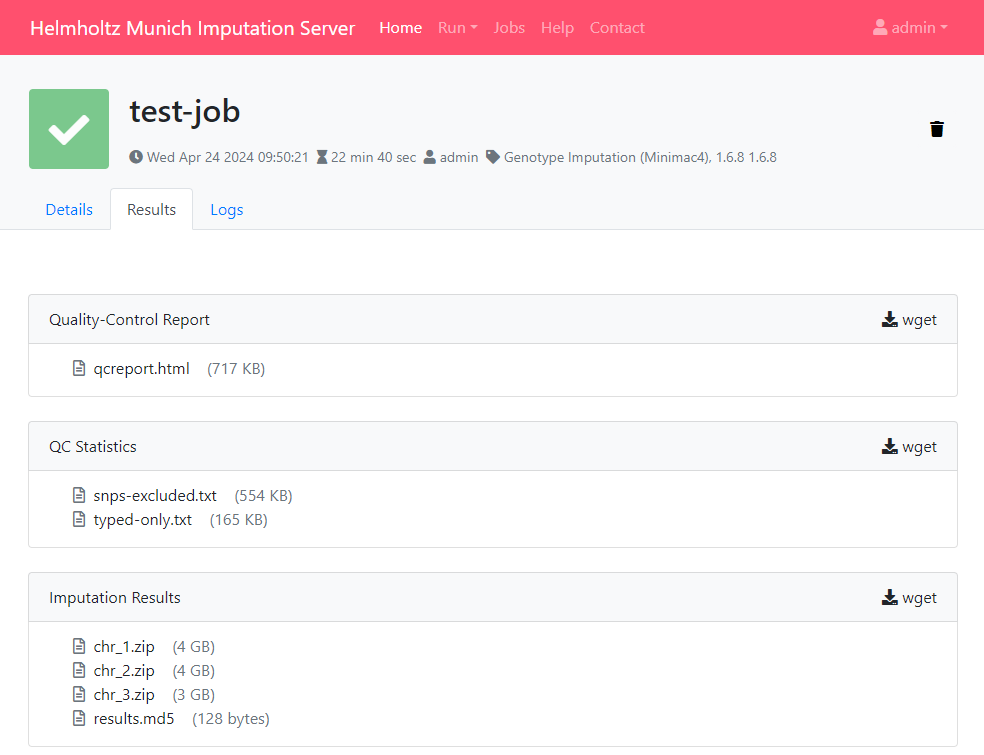 Helmholtz Munich Imputation Server Home Run Jobs Help Contact admin
test-job
Wed Apr 24 2024 09:50:21 22 min 40 sec admin Genotype Imputation (Minimac4), 1.6.8 1.6.8
Details Results Logs
Quality-Control Report wget
qcreport.html (717 KB)
QC Statistics wget
snps-excluded.txt (554 KB)
typed-only.txt (165 KB)
Imputation Results wget
chr_1.zip (4 GB)
chr_2.zip (4 GB)
chr_3.zip (3 GB)
results.md5 (128 bytes)